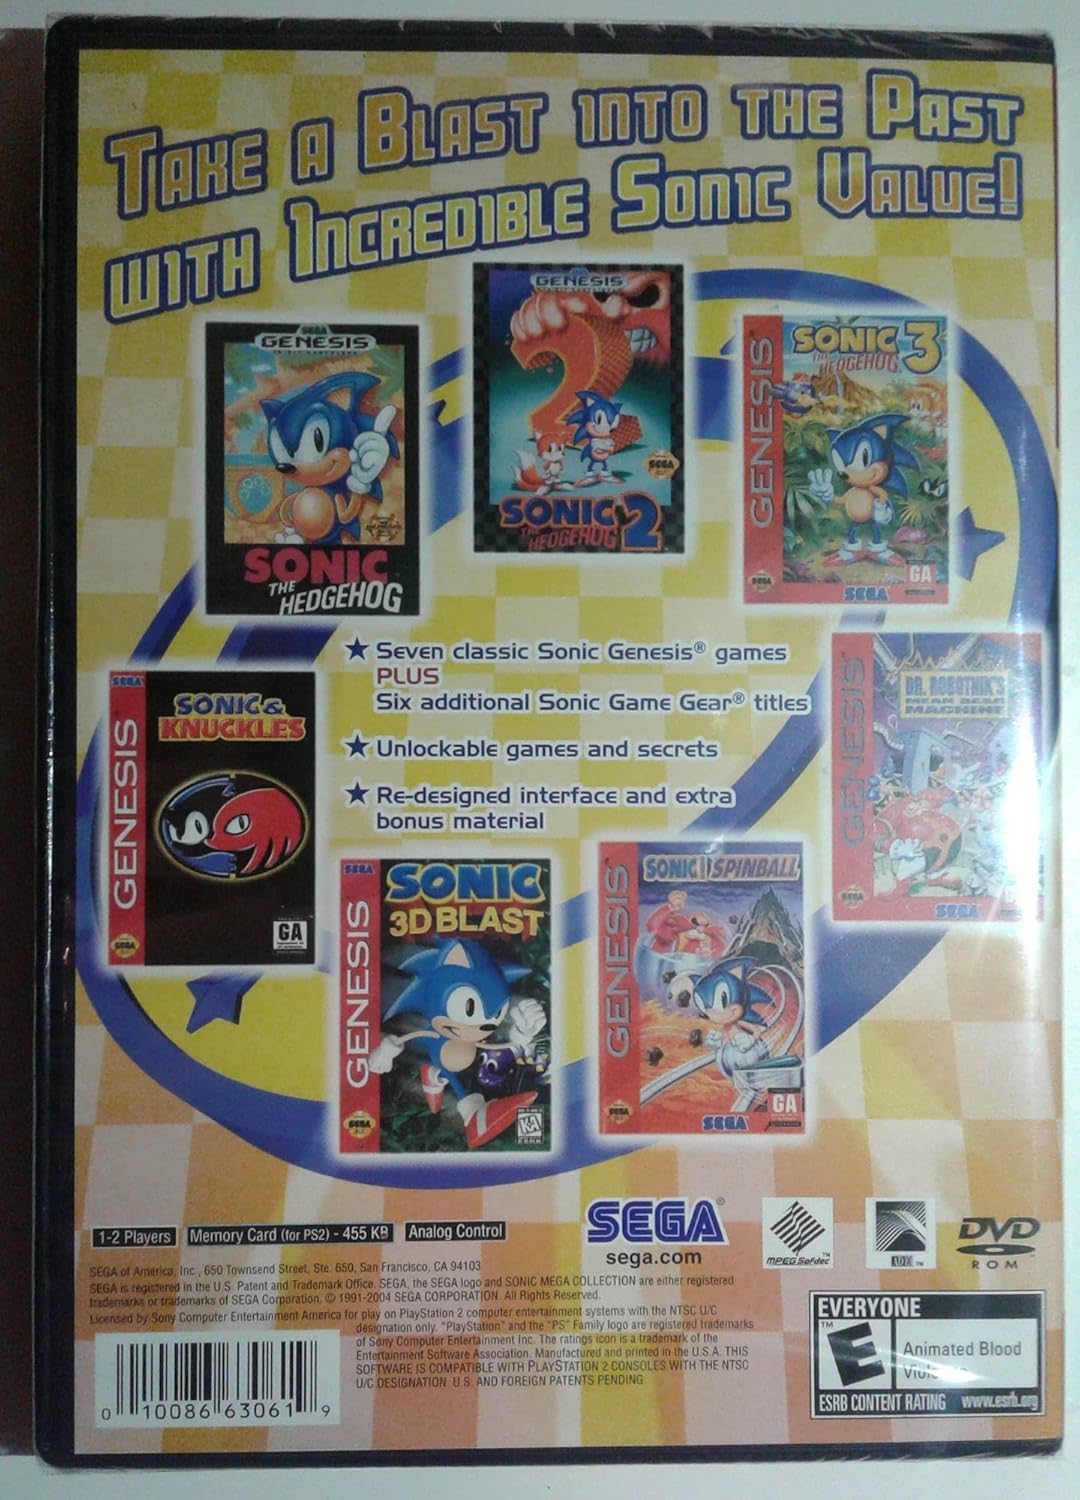 TAKE A BLAST INTO THE PAST
WITH INCREDIBLE SONIC VALUE!
SEGA
GENESIS
SONIC
THE
HEDGEHOG
GENESIS
2
SEGA
SONIC
THE
HEDGEHOG 2
GENESIS
SONIC
THE
HEDGEHOG 3
SEGA
GA
SEGA
★ Seven classic Sonic Genesis® games
PLUS
Six additional Sonic Game Gear® titles
★ Unlockable games and secrets
★ Re-designed interface and extra
bonus material
SEGA
GENESIS
SONIC &
KNUCKLES
GA
SEGA
GENESIS
DR. ROBOTNIK'S
MEAN BEAN
MACHINE
SEGA
SEGA
GENESIS
SONIC
3D BLAST
SEGA
KA
GENESIS
SONIC SPINBALL
SEGA
GA
SEGA
1-2 Players
Memory Card (for PS2) - 455 KB
Analog Control
SEGA®
sega.com
MPEG Sofdec™
ADX ™
DVD
ROM
SEGA of America, Inc., 650 Townsend Street, Ste. 650, San Francisco, CA 94103
SEGA is registered in the U.S. Patent and Trademark Office. SEGA, the SEGA logo and SONIC MEGA COLLECTION are either registered
trademarks or trademarks of SEGA Corporation. © 1991-2004 SEGA CORPORATION. All Rights Reserved.
Licensed by Sony Computer Entertainment America for play on PlayStation 2 computer entertainment systems with the NTSC U/C
designation only. "PlayStation" and the "PS" Family logo are registered trademarks
of Sony Computer Entertainment Inc. The ratings icon is a trademark of the
Entertainment Software Association. Manufactured and printed in the U.S.A. THIS
SOFTWARE IS COMPATIBLE WITH PLAYSTATION 2 CONSOLES WITH THE NTSC
U/C DESIGNATION. U.S. AND FOREIGN PATENTS PENDING.
0 10086 63061 9
EVERYONE
™
E
Animated Blood
ESRB CONTENT RATING www.esrb.org